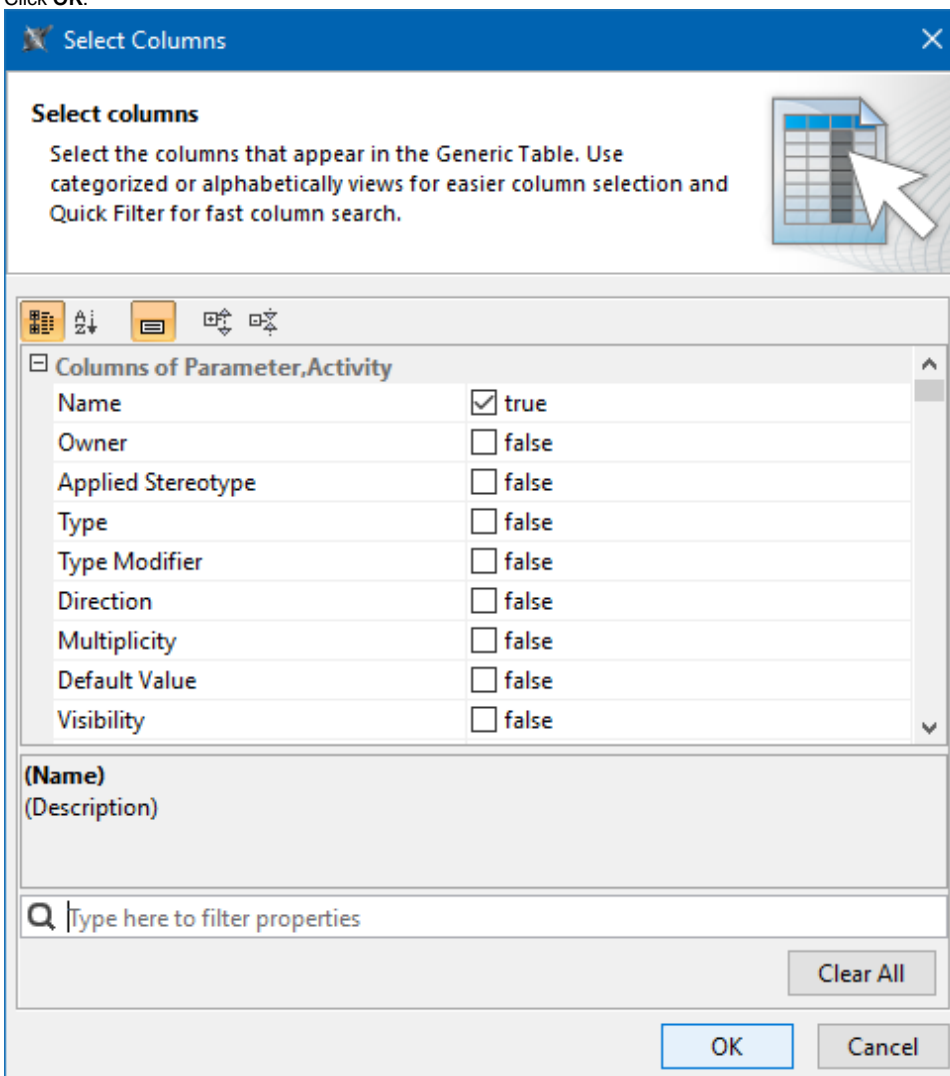 Click OK.
Select Columns
Select columns
Select the columns that appear in the Generic Table. Use
categorized or alphabetically views for easier column selection and
Quick Filter for fast column search.
Columns of Parameter,Activity
Name true
Owner false
Applied Stereotype false
Type false
Type Modifier false
Direction false
Multiplicity false
Default Value false
Visibility false
(Name)
(Description)
Type here to filter properties
Clear All
OK Cancel